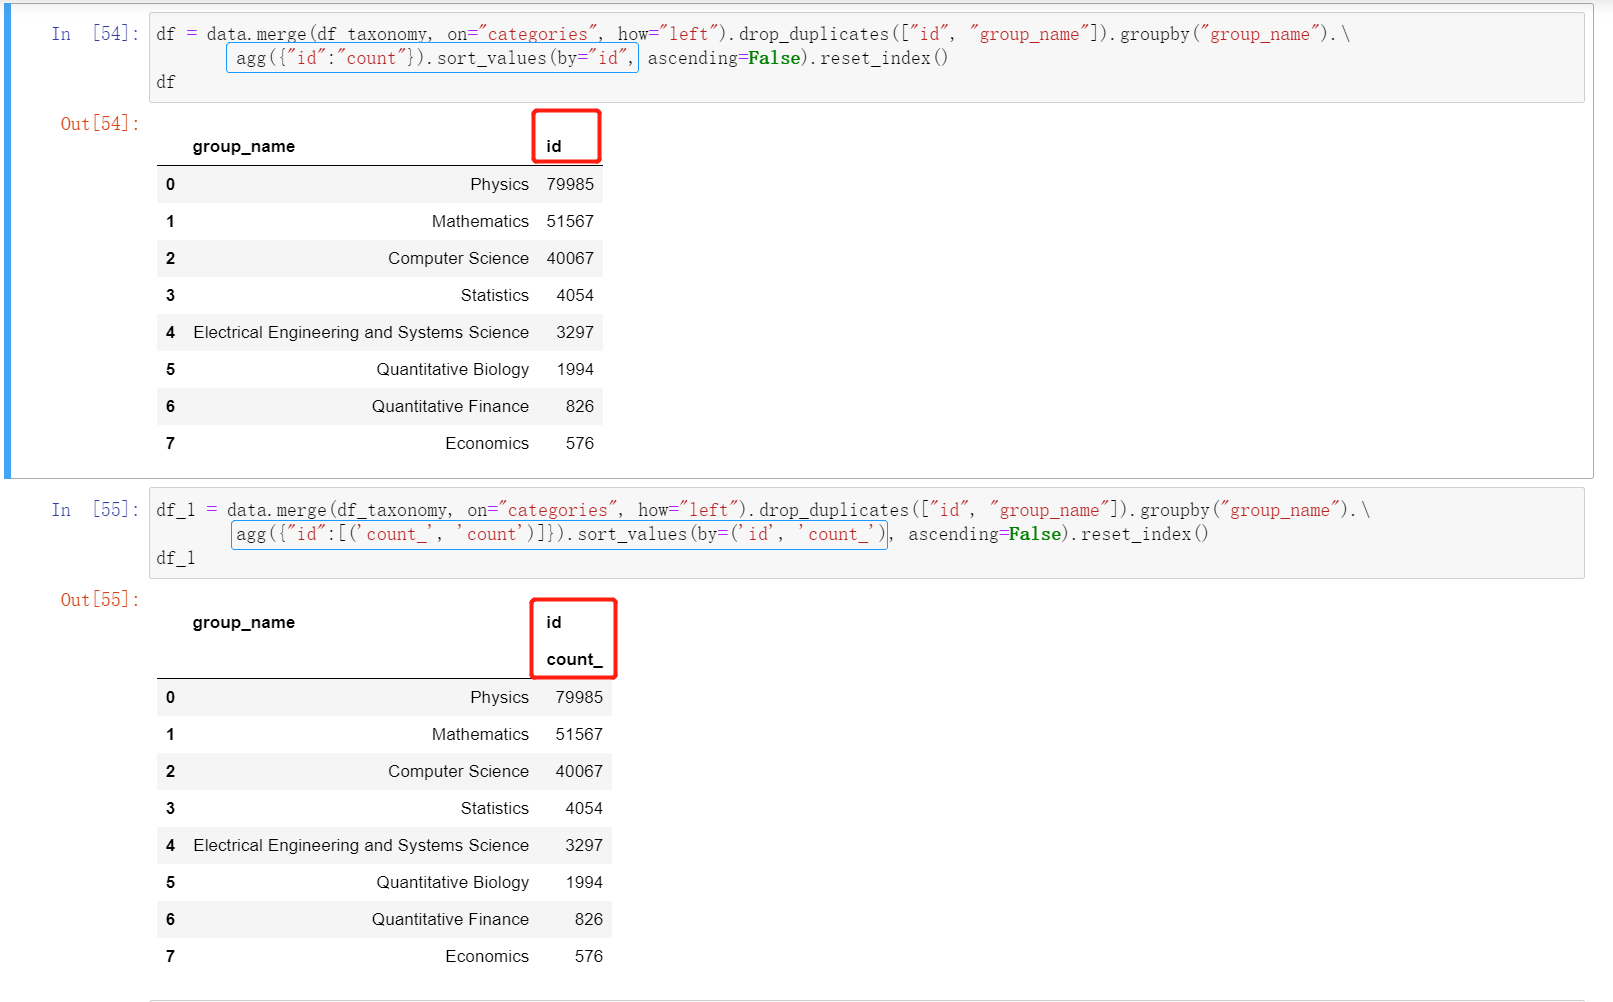 In [54]: df = data.merge(df_taxonomy, on="categories", how="left").drop_duplicates(["id", "group_name"]).groupby("group_name").\
agg({"id":"count"}).sort_values(by="id", ascending=False).reset_index()
df
Out[54]:
group_name id
0 Physics 79985
1 Mathematics 51567
2 Computer Science 40067
3 Statistics 4054
4 Electrical Engineering and Systems Science 3297
5 Quantitative Biology 1994
6 Quantitative Finance 826
7 Economics 576
In [55]: df_1 = data.merge(df_taxonomy, on="categories", how="left").drop_duplicates(["id", "group_name"]).groupby("group_name").\
agg({"id":[('count_', 'count')]}).sort_values(by=('id', 'count_'), ascending=False).reset_index()
df_1
Out[55]:
group_name id
count_
0 Physics 79985
1 Mathematics 51567
2 Computer Science 40067
3 Statistics 4054
4 Electrical Engineering and Systems Science 3297
5 Quantitative Biology 1994
6 Quantitative Finance 826
7 Economics 576